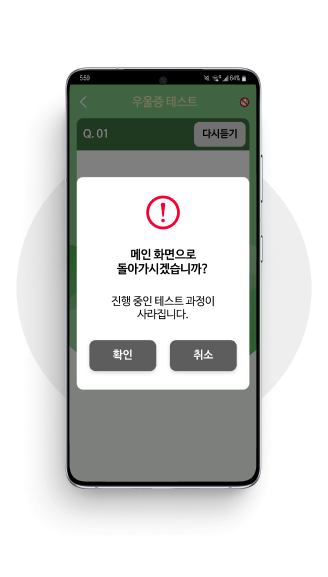 5:59
64%
우울증 테스트
Q. 01
다시듣기
메인 화면으로
돌아가시겠습니까?
진행 중인 테스트 과정이
사라집니다.
확인
취소